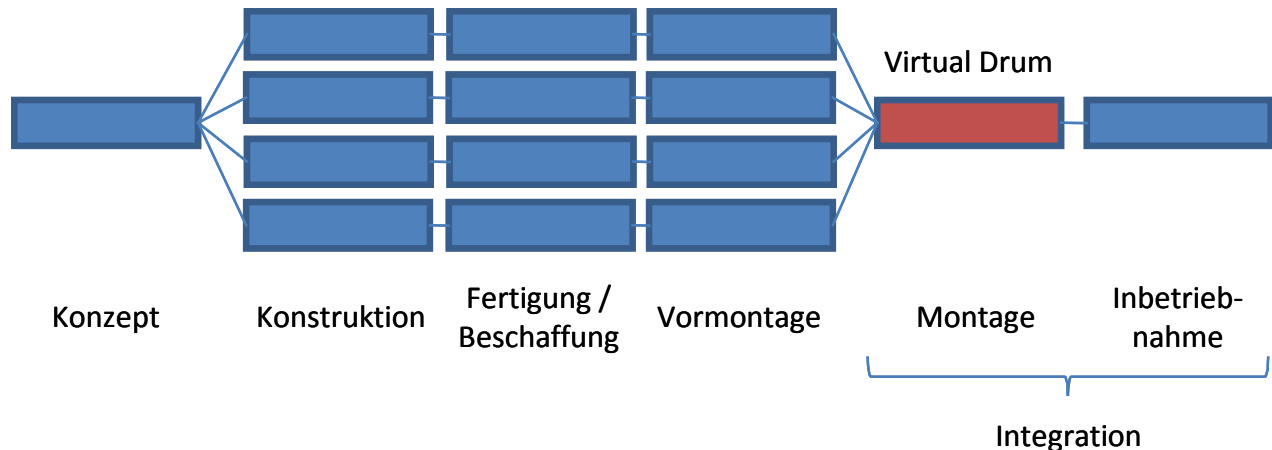 Virtual Drum
Konzept
Konstruktion
Fertigung /
Beschaffung
Vormontage
Montage
Inbetrieb-
nahme
Integration